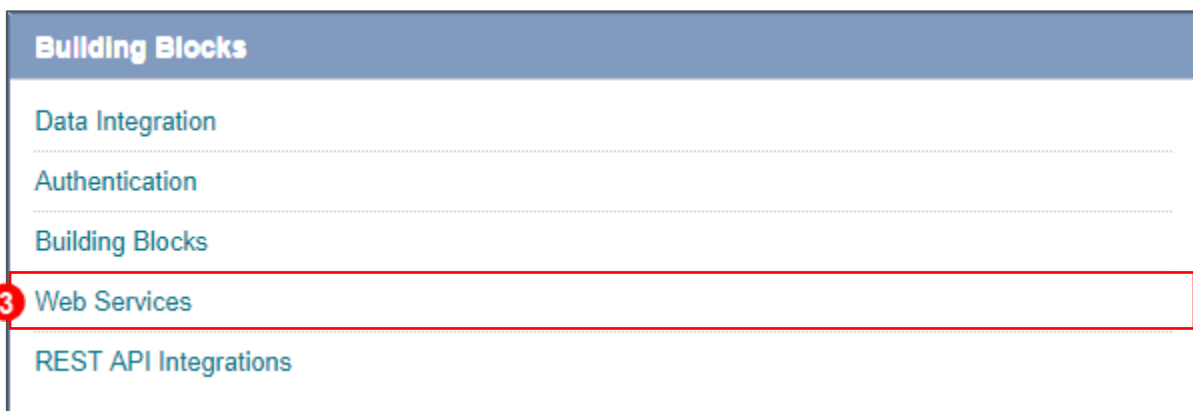 Building Blocks
Data Integration
Authentication
Building Blocks
3 Web Services
REST API Integrations